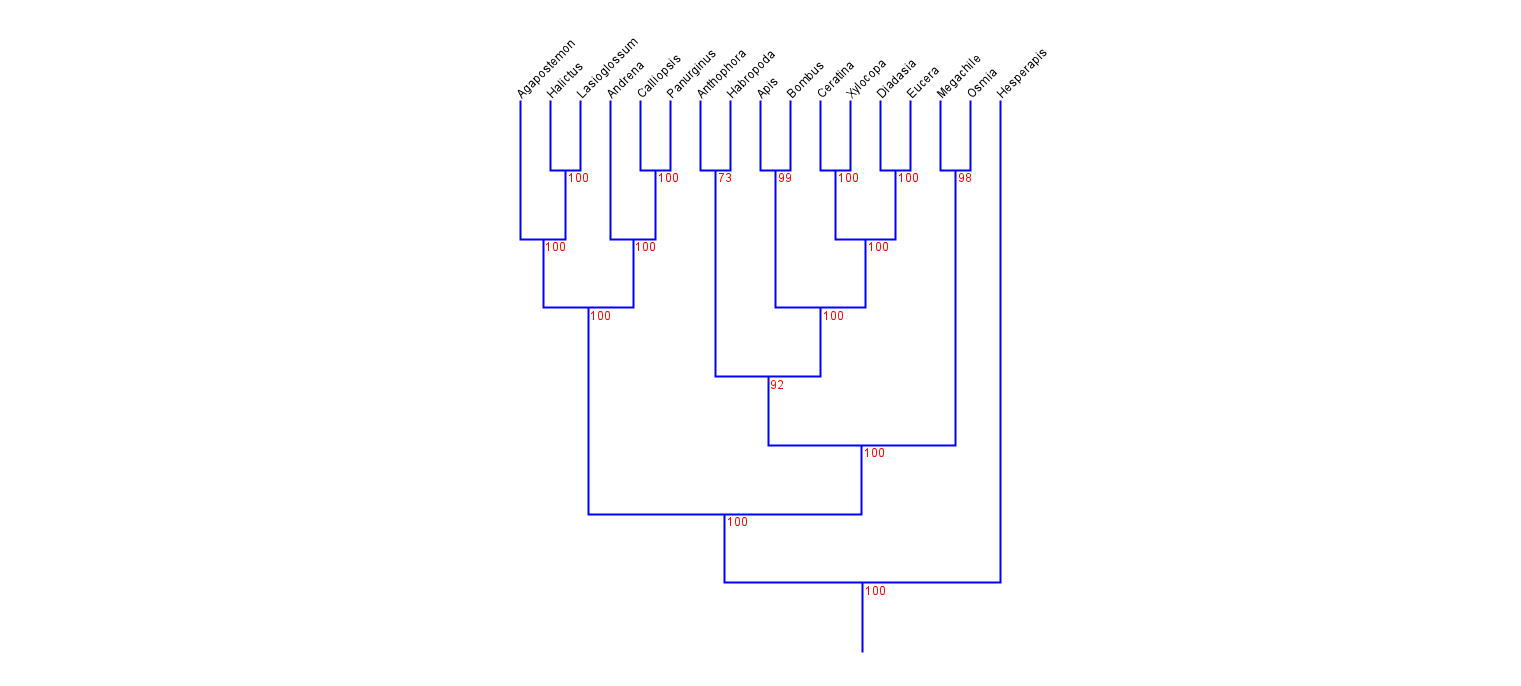 Agapostemon
Halictus
Lasioglossum
Andrena
Calliopsis
Panurginus
Anthophora
Habropoda
Apis
Bombus
Ceratina
Xylocopa
Diadasia
Eucera
Megachile
Osmia
Hesperapis
100
100
73
99
100
100
98
100
100
100
100
100
92
100
100
100